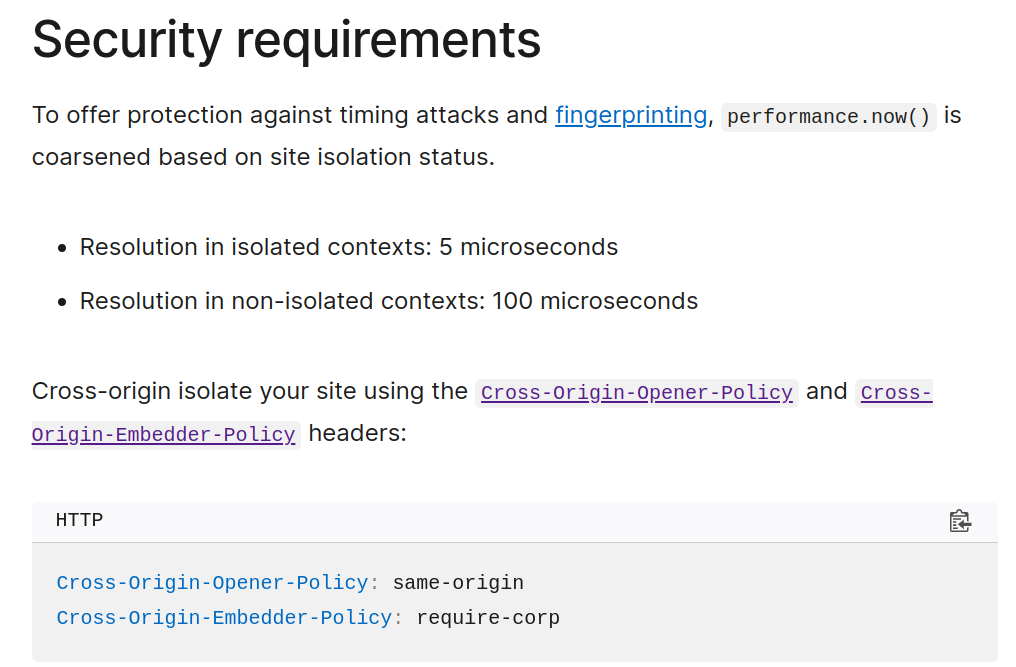 Security requirements
To offer protection against timing attacks and fingerprinting, performance.now() is
coarsened based on site isolation status.
• Resolution in isolated contexts: 5 microseconds
• Resolution in non-isolated contexts: 100 microseconds
Cross-origin isolate your site using the Cross-Origin-Opener-Policy and Cross-
Origin-Embedder-Policy headers:
HTTP
Cross-Origin-Opener-Policy: same-origin
Cross-Origin-Embedder-Policy: require-corp